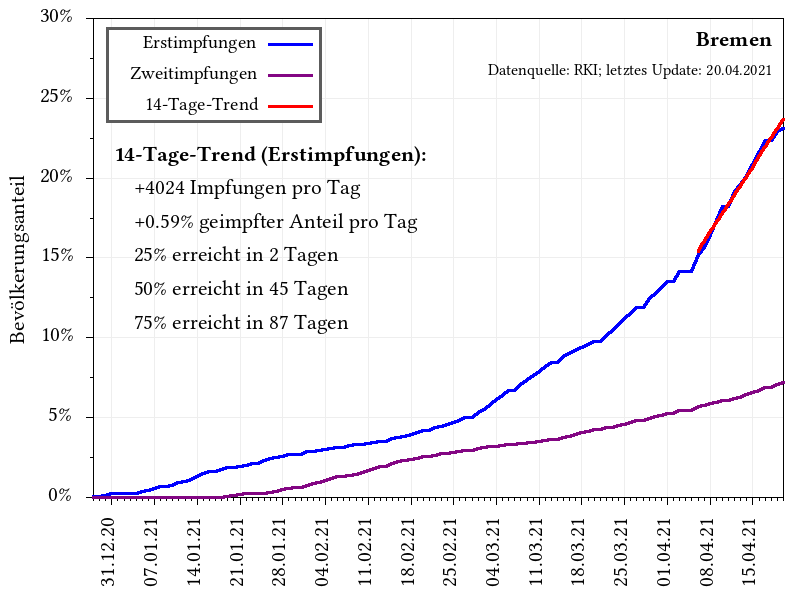 30%
25%
20%
15%
10%
5%
0%
Bevölkerungsanteil
Erstimpfungen
Zweitimpfungen
14-Tage-Trend
Bremen
Datenquelle: RKI; letztes Update: 20.04.2021
14-Tage-Trend (Erstimpfungen):
+4024 Impfungen pro Tag
+0.59% geimpfter Anteil pro Tag
25% erreicht in 2 Tagen
50% erreicht in 45 Tagen
75% erreicht in 87 Tagen
31.12.20
07.01.21
14.01.21
21.01.21
28.01.21
04.02.21
11.02.21
18.02.21
25.02.21
04.03.21
11.03.21
18.03.21
25.03.21
01.04.21
08.04.21
15.04.21